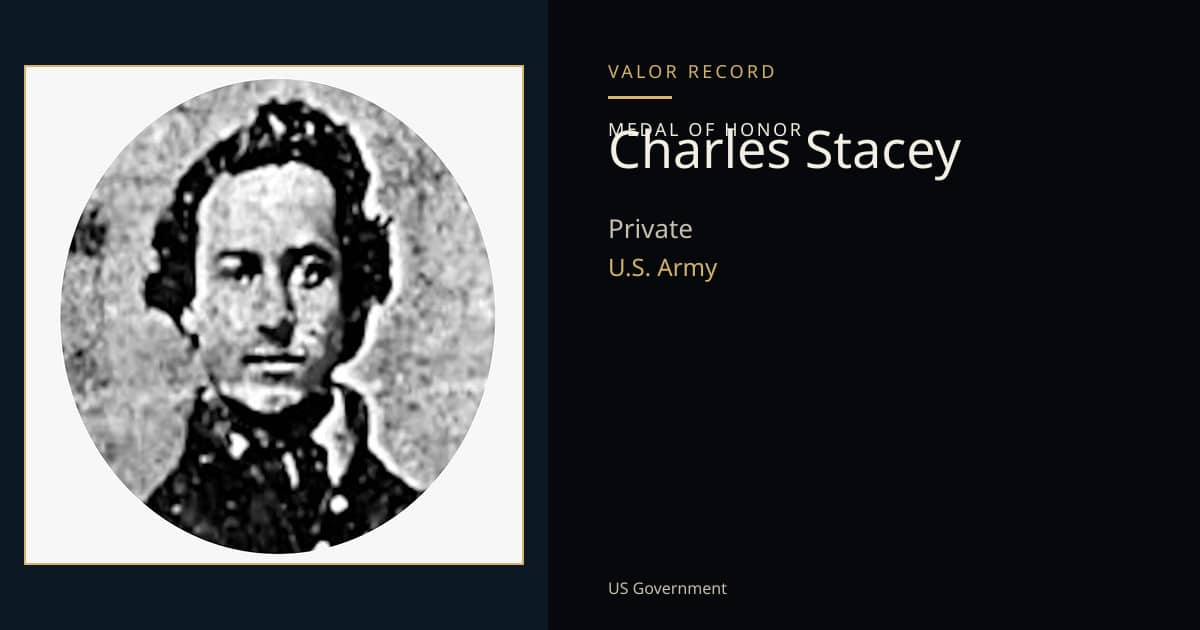 VALOR RECORD
MEDAL OF HONOR
Charles Stacey
Private
U.S. Army
US Government